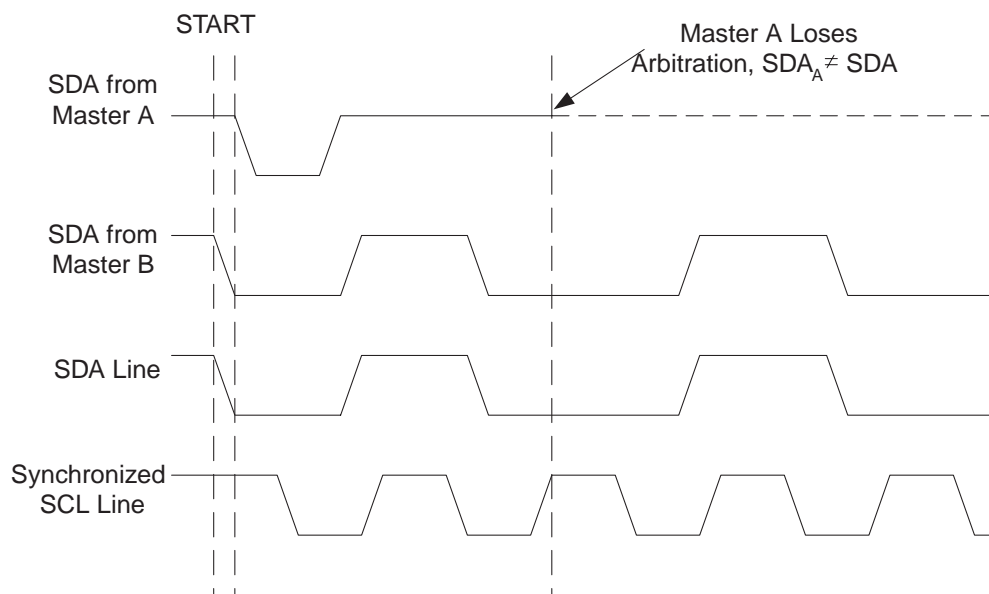 START
Master A Loses
Arbitration, SDA_A ≠ SDA
SDA from
Master A
SDA from
Master B
SDA Line
Synchronized
SCL Line